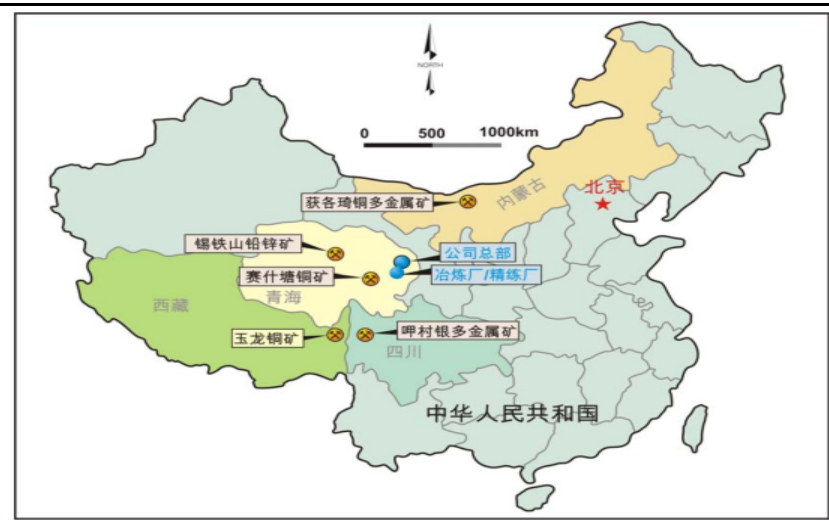 NORTH
0 500 1000km
北京
内蒙古
获各琦铜多金属矿
锡铁山铅锌矿
公司总部
赛什塘铜矿
冶炼厂/精练厂
青海
西藏
玉龙铜矿
呷村银多金属矿
四川
中华人民共和国